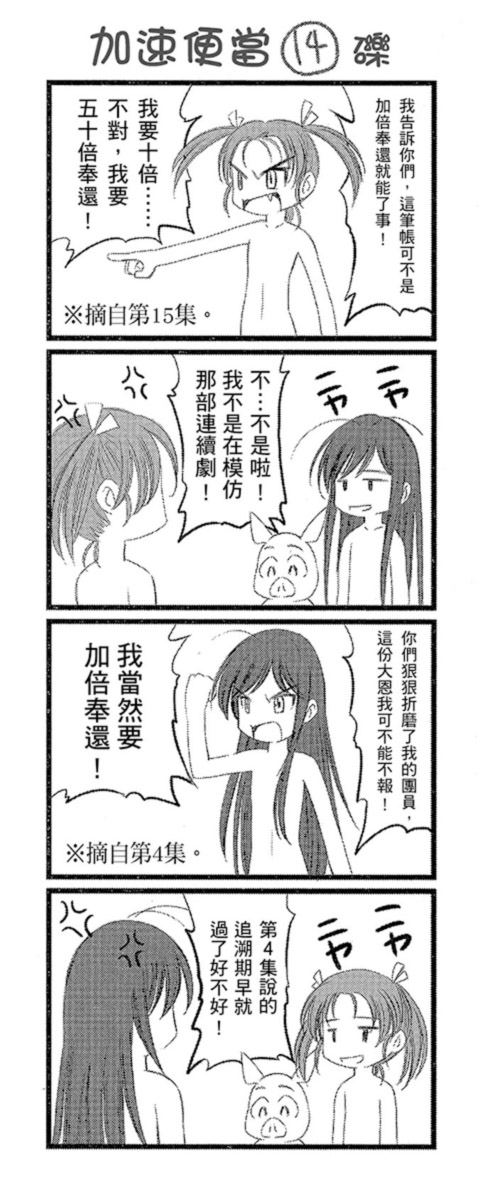 加速便當 14 礫
我告訴你們，這筆帳可不是
加倍奉還就能了事！
我要十倍……
不對，我要
五十倍奉還！
※摘自第15集。
ニヤ
ニヤ
不…不是啦！
我不是在模仿
那部連續劇！
你們狠狠折磨了我的團員，
這份大恩我可不能不報！
我當然要
加倍奉還！
※摘自第4集。
ニヤ
ニヤ
第4集說的
追溯期早就
過了好不好！